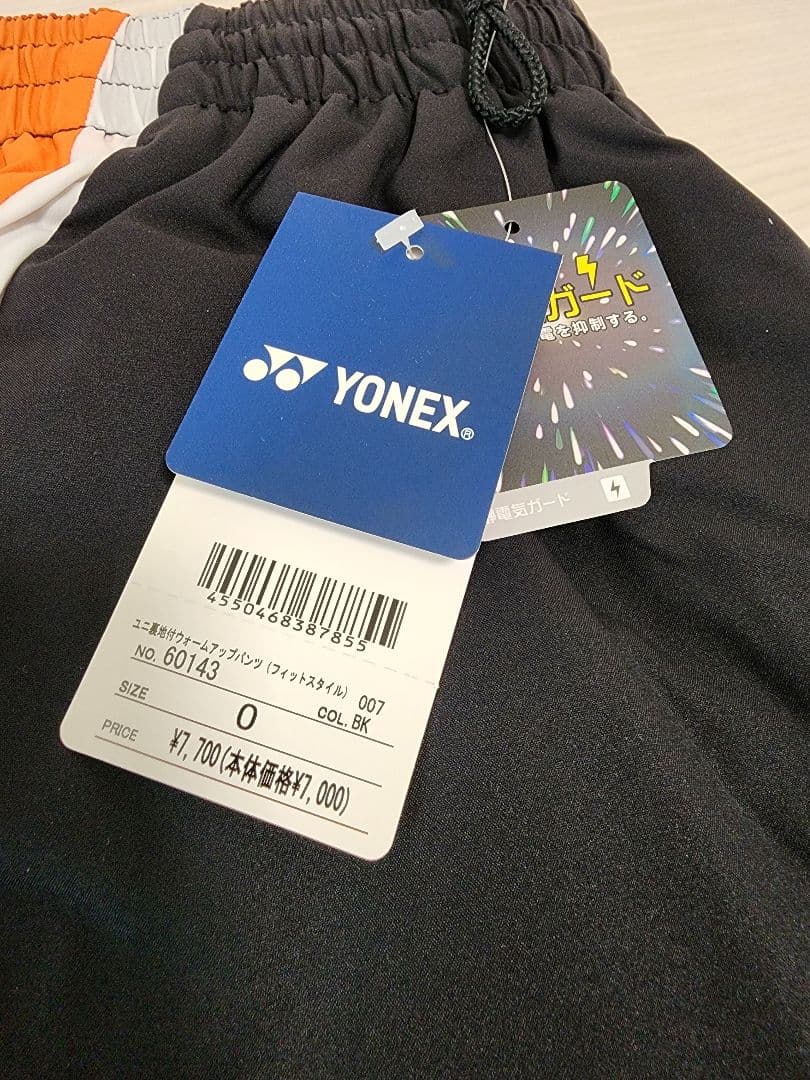 YONEX®
ガード
電を抑制する。
静電気ガード
4550468387855
ユニ裏地付ウォームアップパンツ(フィットスタイル)
NO. 60143
007
SIZE
O
COL. BK
PRICE
¥7,700(本体価格¥7,000)